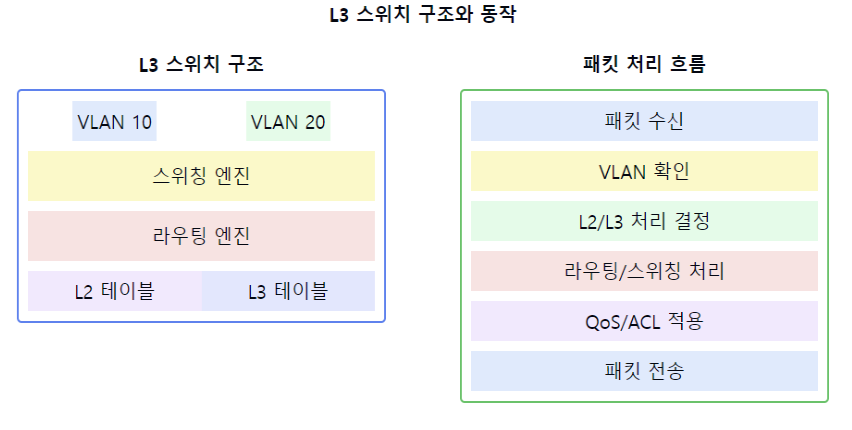 L3 스위치 구조와 동작
L3 스위치 구조
VLAN 10 VLAN 20
스위칭 엔진
라우팅 엔진
L2 테이블 L3 테이블
패킷 처리 흐름
패킷 수신
VLAN 확인
L2/L3 처리 결정
라우팅/스위칭 처리
QoS/ACL 적용
패킷 전송